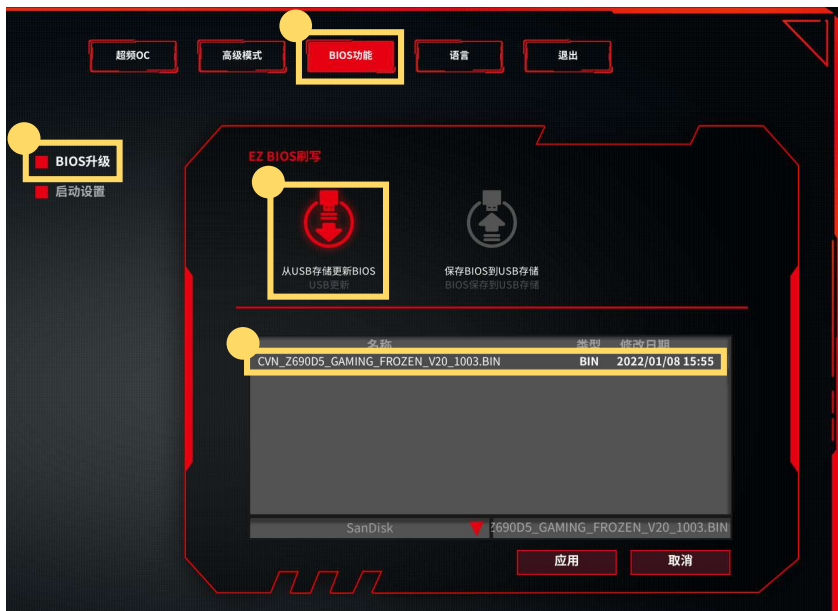 超频OC
高级模式
BIOS功能
语言
退出
BIOS升级
启动设置
EZ BIOS刷写
从USB存储更新BIOS
USB更新
保存BIOS到USB存储
BIOS保存到USB存储
名称 类型 修改日期
CVN_Z690D5_GAMING_FROZEN_V20_1003.BIN BIN 2022/01/08 15:55
SanDisk
Z690D5_GAMING_FROZEN_V20_1003.BIN
应用
取消